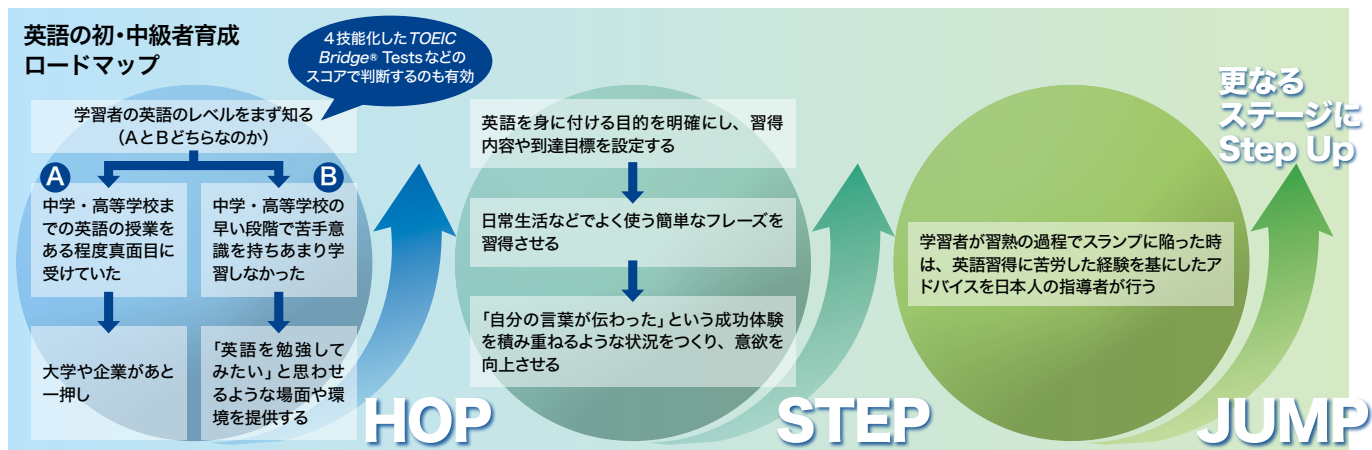 英語の初・中級者育成
ロードマップ
4技能化したTOEIC
Bridge® Testsなどの
スコアで判断するのも有効
学習者の英語のレベルをまず知る
（AとBどちらなのか）
A
中学・高等学校ま
での英語の授業を
ある程度真面目に
受けていた
大学や企業があと
一押し
B
中学・高等学校の
早い段階で苦手意
識を持ちあまり学
習しなかった
「英語を勉強して
みたい」と思わせ
るような場面や環
境を提供する
HOP
英語を身に付ける目的を明確にし、習得
内容や到達目標を設定する
日常生活などでよく使う簡単なフレーズを
習得させる
「自分の言葉が伝わった」という成功体験
を積み重ねるような状況をつくり、意欲を
向上させる
STEP
学習者が習熟の過程でスランプに陥った時
は、英語習得に苦労した経験を基にしたア
ドバイスを日本人の指導者が行う
JUMP
更なる
ステージに
Step Up